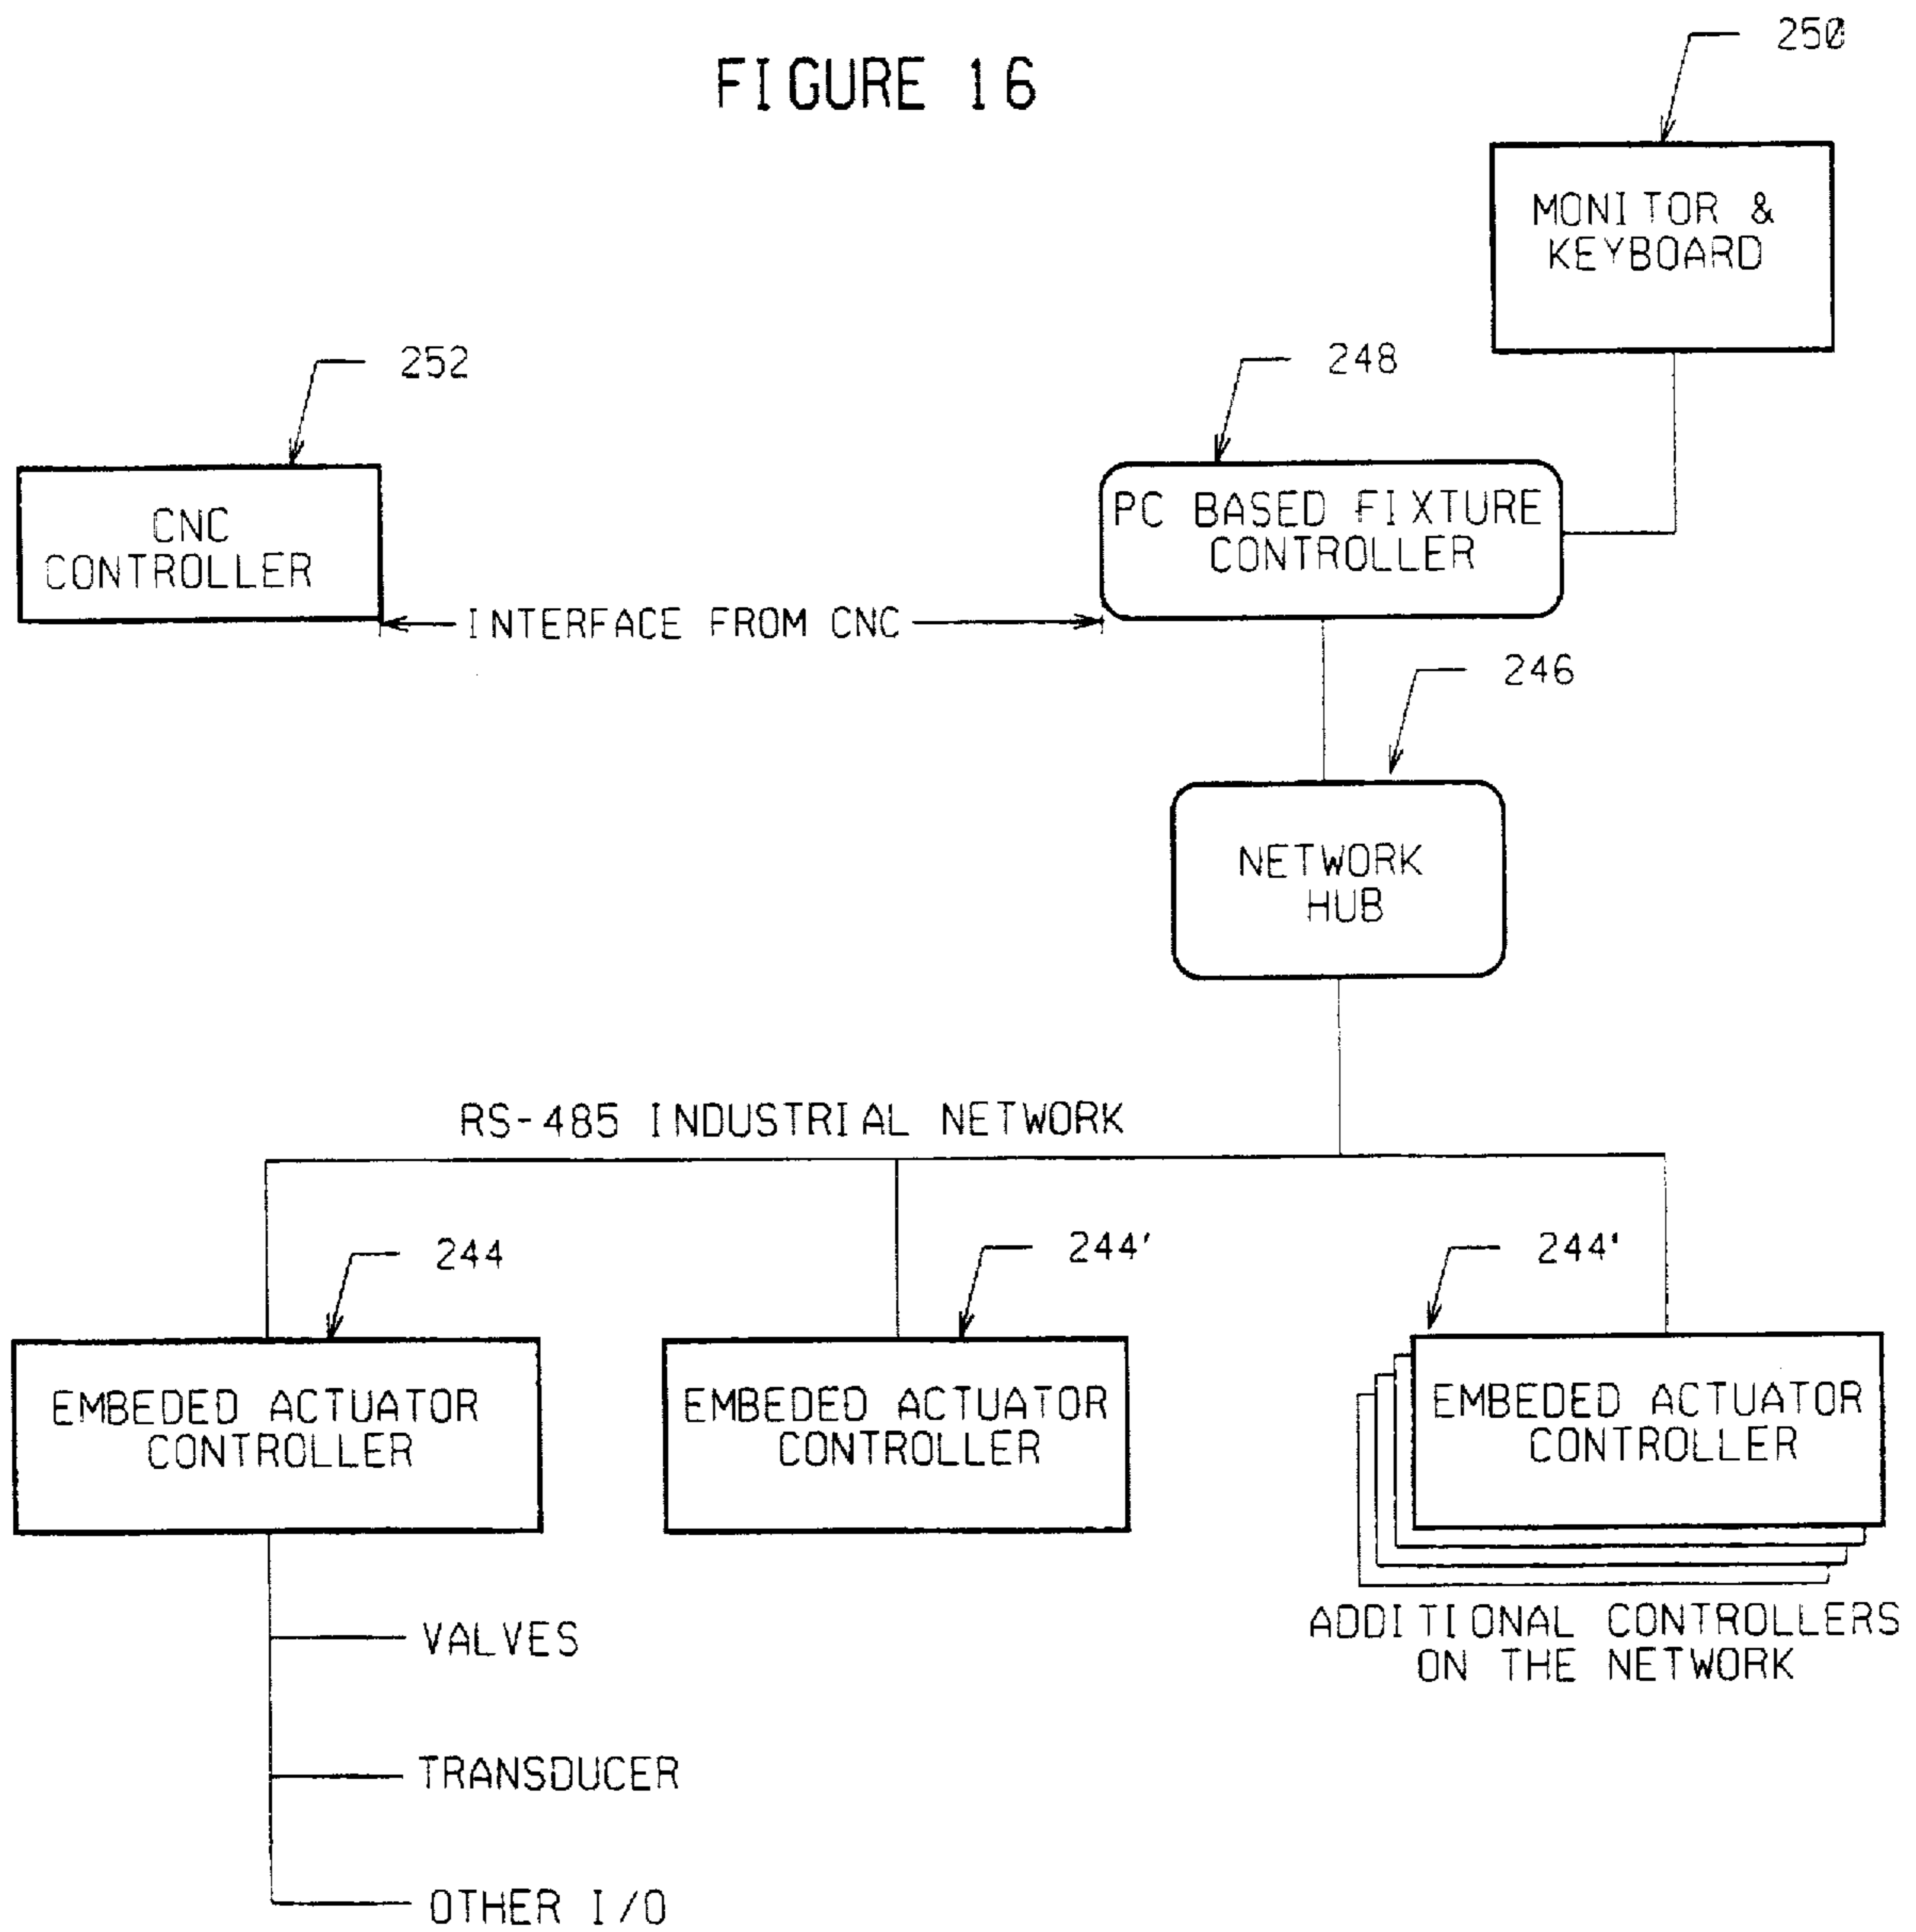 FIGURE 16
250
MONITOR &
KEYBOARD
252
248
CNC
CONTROLLER
PC BASED FIXTURE
CONTROLLER
INTERFACE FROM CNC
246
NETWORK
HUB
RS-485 INDUSTRIAL NETWORK
244
244'
244'
EMBEDED ACTUATOR
CONTROLLER
EMBEDED ACTUATOR
CONTROLLER
EMBEDED ACTUATOR
CONTROLLER
ADDITIONAL CONTROLLERS
ON THE NETWORK
VALVES
TRANSDUCER
OTHER I/O